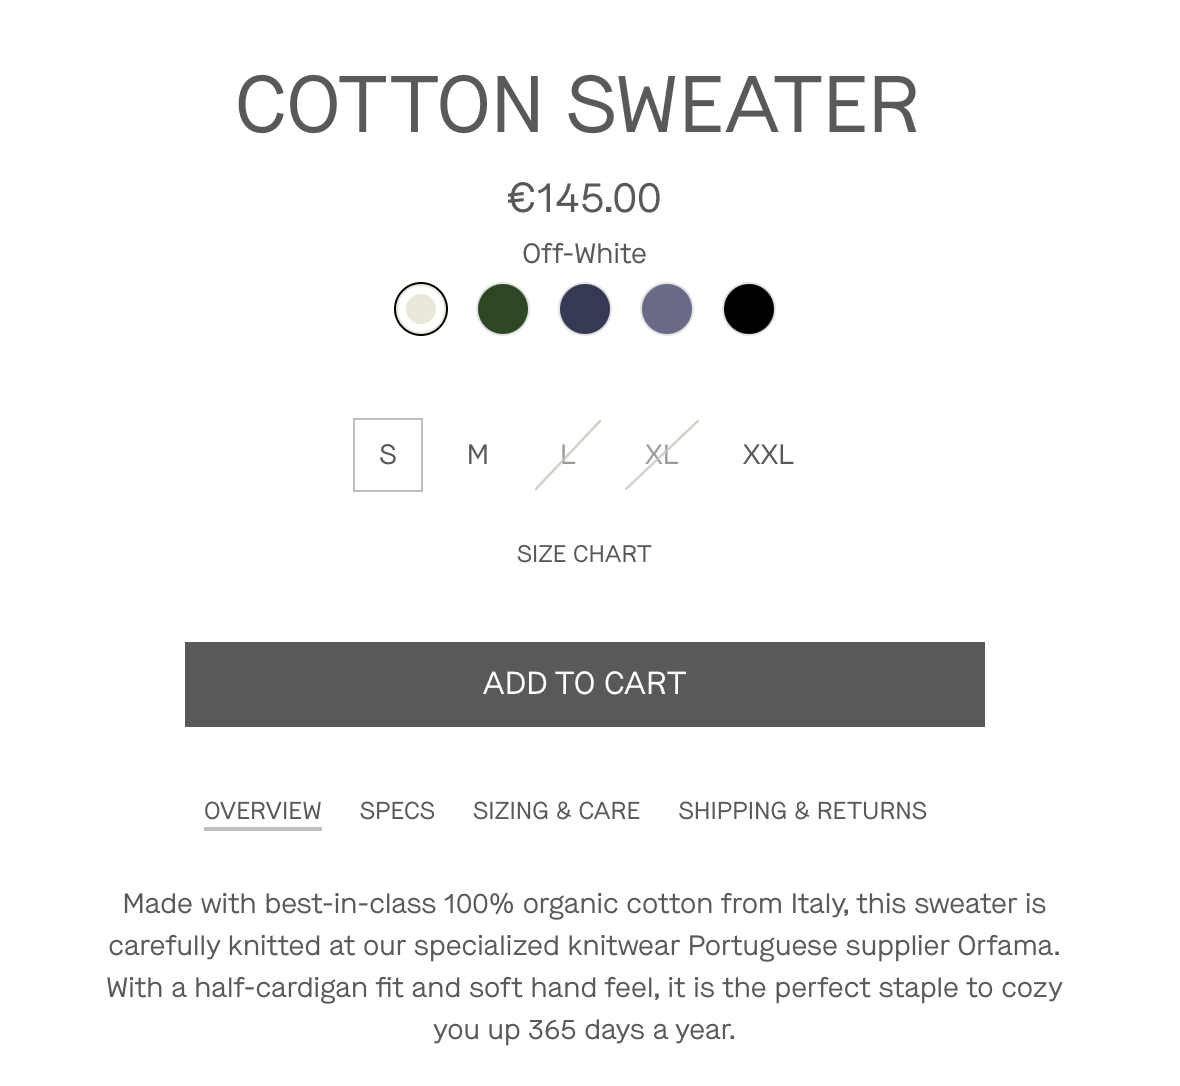 COTTON SWEATER
€145.00
Off-White
S M L XL XXL
SIZE CHART
ADD TO CART
OVERVIEW SPECS SIZING & CARE SHIPPING & RETURNS
Made with best-in-class 100% organic cotton from Italy, this sweater is
carefully knitted at our specialized knitwear Portuguese supplier Orfama.
With a half-cardigan fit and soft hand feel, it is the perfect staple to cozy
you up 365 days a year.